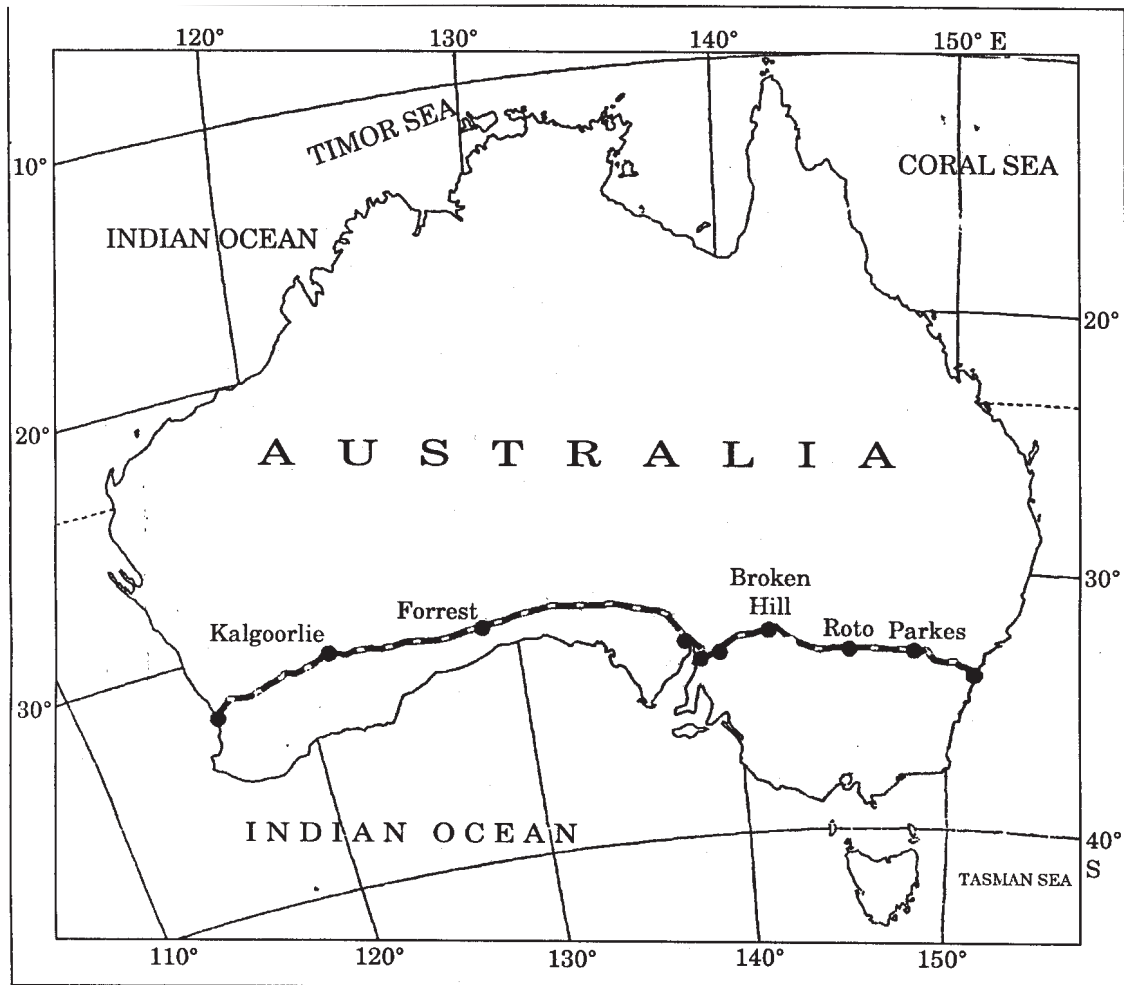 120° 130° 140° 150° E
TIMOR SEA
10°
CORAL SEA
INDIAN OCEAN
20°
20°
AUSTRALIA
30°
Broken
Hill
Forrest
Kalgoorlie
Roto Parkes
30°
INDIAN OCEAN
40°
S
TASMAN SEA
110° 120° 130° 140° 150°